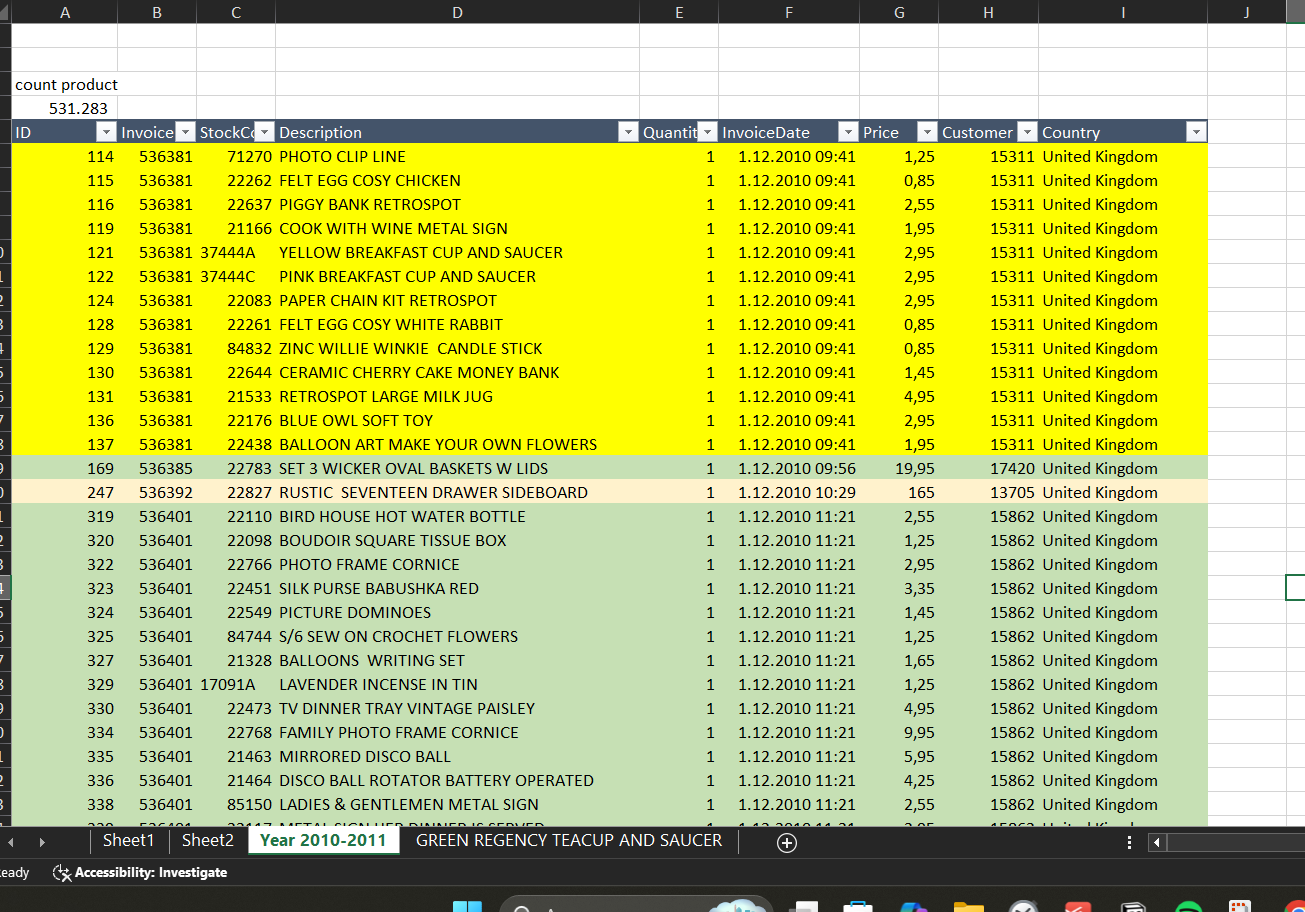 A B C D E F G H I J
count product
531.283
ID Invoice StockCo Description Quantit InvoiceDate Price Customer Country
114 536381 71270 PHOTO CLIP LINE 1 1.12.2010 09:41 1,25 15311 United Kingdom
115 536381 22262 FELT EGG COSY CHICKEN 1 1.12.2010 09:41 0,85 15311 United Kingdom
116 536381 22637 PIGGY BANK RETROSPOT 1 1.12.2010 09:41 2,55 15311 United Kingdom
119 536381 21166 COOK WITH WINE METAL SIGN 1 1.12.2010 09:41 1,95 15311 United Kingdom
121 536381 37444A YELLOW BREAKFAST CUP AND SAUCER 1 1.12.2010 09:41 2,95 15311 United Kingdom
122 536381 37444C PINK BREAKFAST CUP AND SAUCER 1 1.12.2010 09:41 2,95 15311 United Kingdom
124 536381 22083 PAPER CHAIN KIT RETROSPOT 1 1.12.2010 09:41 2,95 15311 United Kingdom
128 536381 22261 FELT EGG COSY WHITE RABBIT 1 1.12.2010 09:41 0,85 15311 United Kingdom
129 536381 84832 ZINC WILLIE WINKIE  CANDLE STICK 1 1.12.2010 09:41 0,85 15311 United Kingdom
130 536381 22644 CERAMIC CHERRY CAKE MONEY BANK 1 1.12.2010 09:41 1,45 15311 United Kingdom
131 536381 21533 RETROSPOT LARGE MILK JUG 1 1.12.2010 09:41 4,95 15311 United Kingdom
136 536381 22176 BLUE OWL SOFT TOY 1 1.12.2010 09:41 2,95 15311 United Kingdom
137 536381 22438 BALLOON ART MAKE YOUR OWN FLOWERS 1 1.12.2010 09:41 1,95 15311 United Kingdom
169 536385 22783 SET 3 WICKER OVAL BASKETS W LIDS 1 1.12.2010 09:56 19,95 17420 United Kingdom
247 536392 22827 RUSTIC  SEVENTEEN DRAWER SIDEBOARD 1 1.12.2010 10:29 165 13705 United Kingdom
319 536401 22110 BIRD HOUSE HOT WATER BOTTLE 1 1.12.2010 11:21 2,55 15862 United Kingdom
320 536401 22098 BOUDOIR SQUARE TISSUE BOX 1 1.12.2010 11:21 1,25 15862 United Kingdom
322 536401 22766 PHOTO FRAME CORNICE 1 1.12.2010 11:21 2,95 15862 United Kingdom
323 536401 22451 SILK PURSE BABUSHKA RED 1 1.12.2010 11:21 3,35 15862 United Kingdom
324 536401 22549 PICTURE DOMINOES 1 1.12.2010 11:21 1,45 15862 United Kingdom
325 536401 84744 S/6 SEW ON CROCHET FLOWERS 1 1.12.2010 11:21 1,25 15862 United Kingdom
327 536401 21328 BALLOONS  WRITING SET 1 1.12.2010 11:21 1,65 15862 United Kingdom
329 536401 17091A LAVENDER INCENSE IN TIN 1 1.12.2010 11:21 1,25 15862 United Kingdom
330 536401 22473 TV DINNER TRAY VINTAGE PAISLEY 1 1.12.2010 11:21 4,95 15862 United Kingdom
334 536401 22768 FAMILY PHOTO FRAME CORNICE 1 1.12.2010 11:21 9,95 15862 United Kingdom
335 536401 21463 MIRRORED DISCO BALL 1 1.12.2010 11:21 5,95 15862 United Kingdom
336 536401 21464 DISCO BALL ROTATOR BATTERY OPERATED 1 1.12.2010 11:21 4,25 15862 United Kingdom
338 536401 85150 LADIES & GENTLEMEN METAL SIGN 1 1.12.2010 11:21 2,55 15862 United Kingdom
Sheet1 Sheet2 Year 2010-2011 GREEN REGENCY TEACUP AND SAUCER
eady Accessibility: Investigate